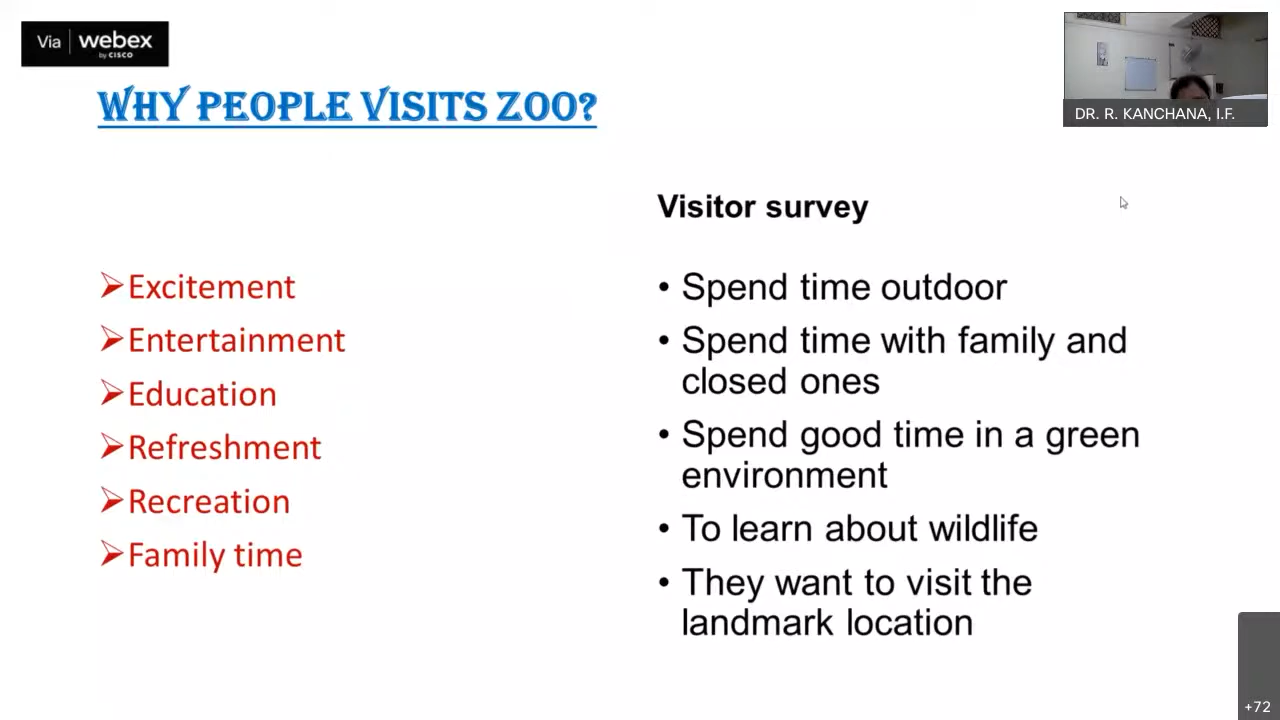 Via webex
by CISCO
WHY PEOPLE VISITS ZOO?
DR. R. KANCHANA, I.F.
Excitement
Entertainment
Education
Refreshment
Recreation
Family time
Visitor survey
• Spend time outdoor
• Spend time with family and
closed ones
• Spend good time in a green
environment
• To learn about wildlife
• They want to visit the
landmark location
+72